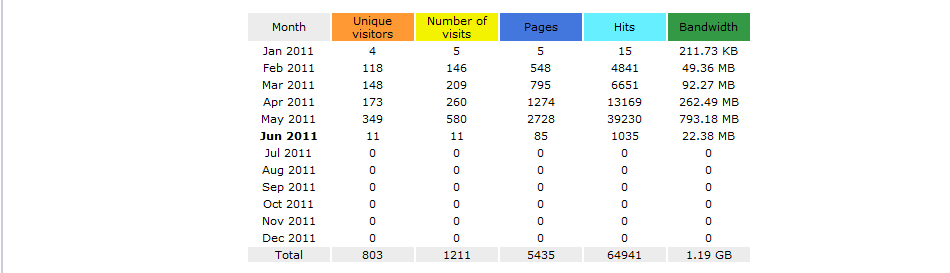 Month Unique visitors Number of visits Pages Hits Bandwidth
Jan 2011 4 5 5 15 211.73 KB
Feb 2011 118 146 548 4841 49.36 MB
Mar 2011 148 209 795 6651 92.27 MB
Apr 2011 173 260 1274 13169 262.49 MB
May 2011 349 580 2728 39230 793.18 MB
Jun 2011 11 11 85 1035 22.38 MB
Jul 2011 0 0 0 0 0
Aug 2011 0 0 0 0 0
Sep 2011 0 0 0 0 0
Oct 2011 0 0 0 0 0
Nov 2011 0 0 0 0 0
Dec 2011 0 0 0 0 0
Total 803 1211 5435 64941 1.19 GB